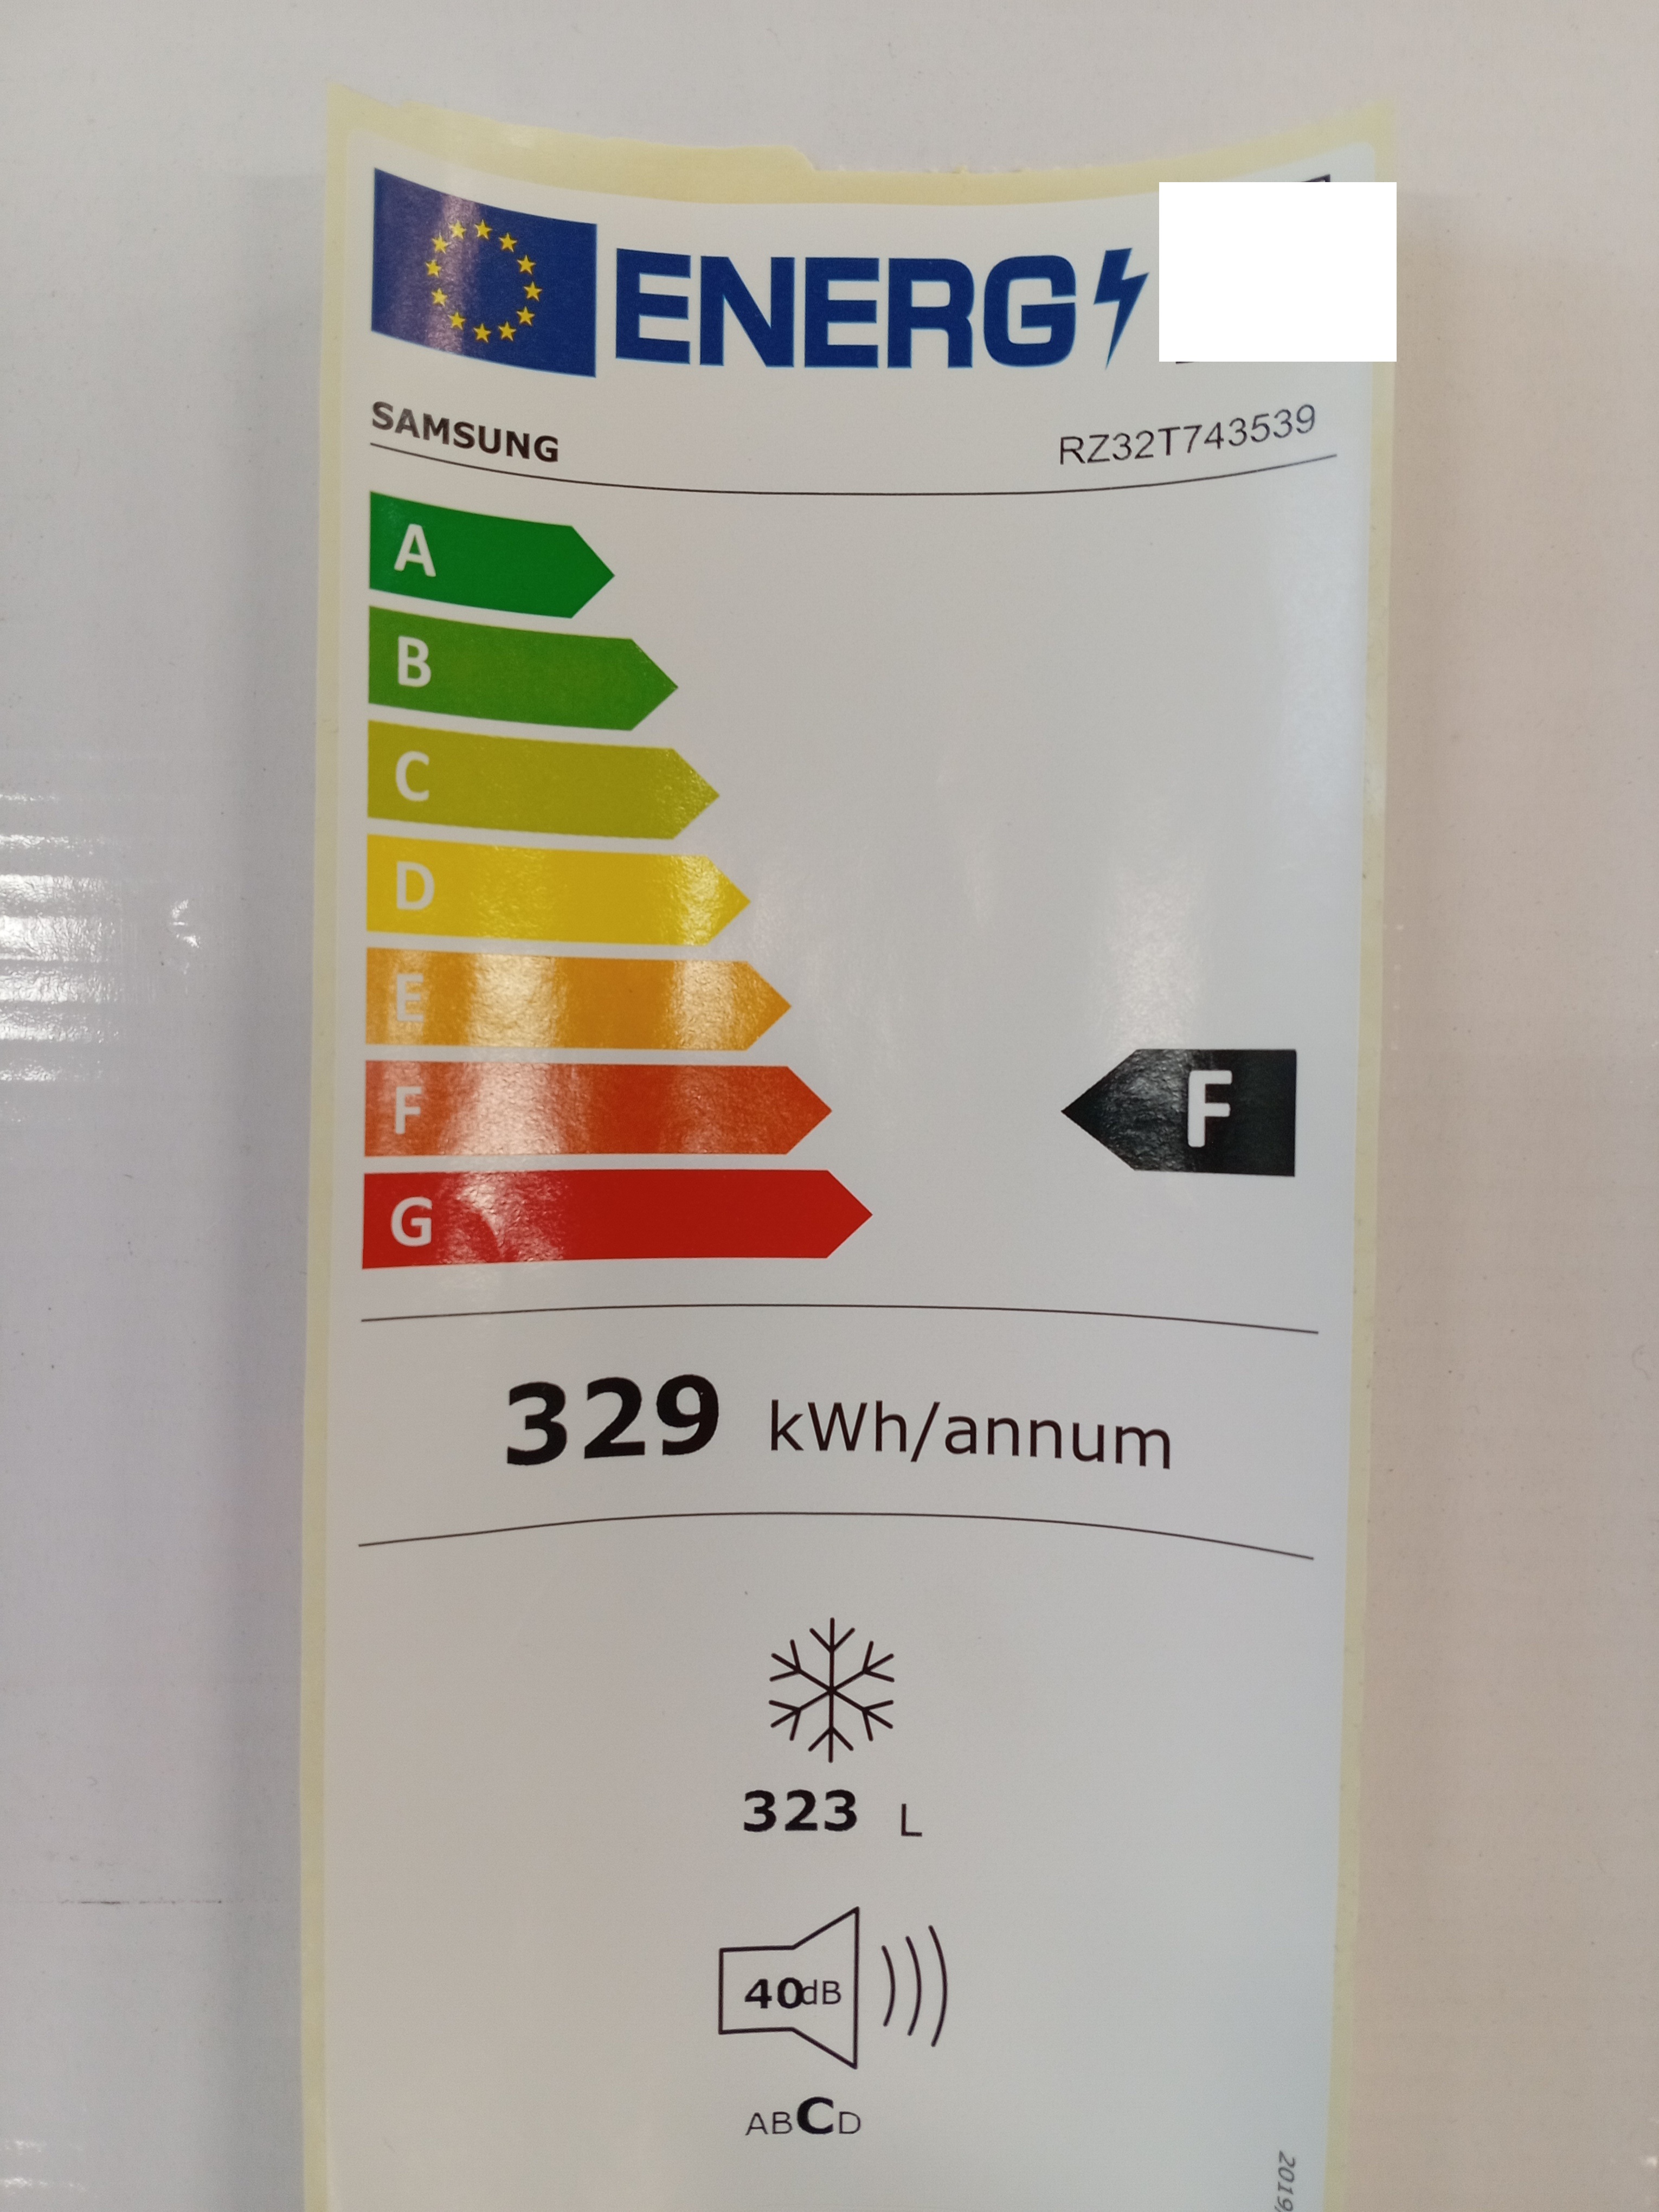 ENERG
SAMSUNG
RZ32T743539
A
B
C
D
E
F
F
G
329 kWh/annum
323 L
40dB
ABCD
2019